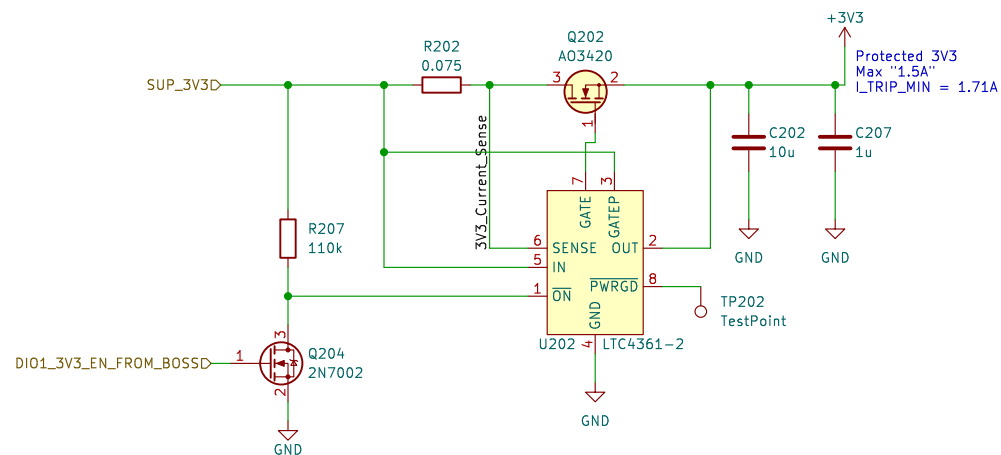 +3V3
Q202
AO3420
R202
0.075
Protected 3V3
Max "1.5A"
I_TRIP_MIN = 1.71A
SUP_3V3
3
2
1
3V3_Current_Sense
C202
10u
C207
1u
7
3
GATE
GATEP
R207
110k
6
SENSE
OUT
2
5
IN
GND
GND
1
ON
PWRGD
8
GND
TP202
TestPoint
U202
4
LTC4361-2
3
DIO1_3V3_EN_FROM_BOSS
1
Q204
2N7002
2
GND
GND